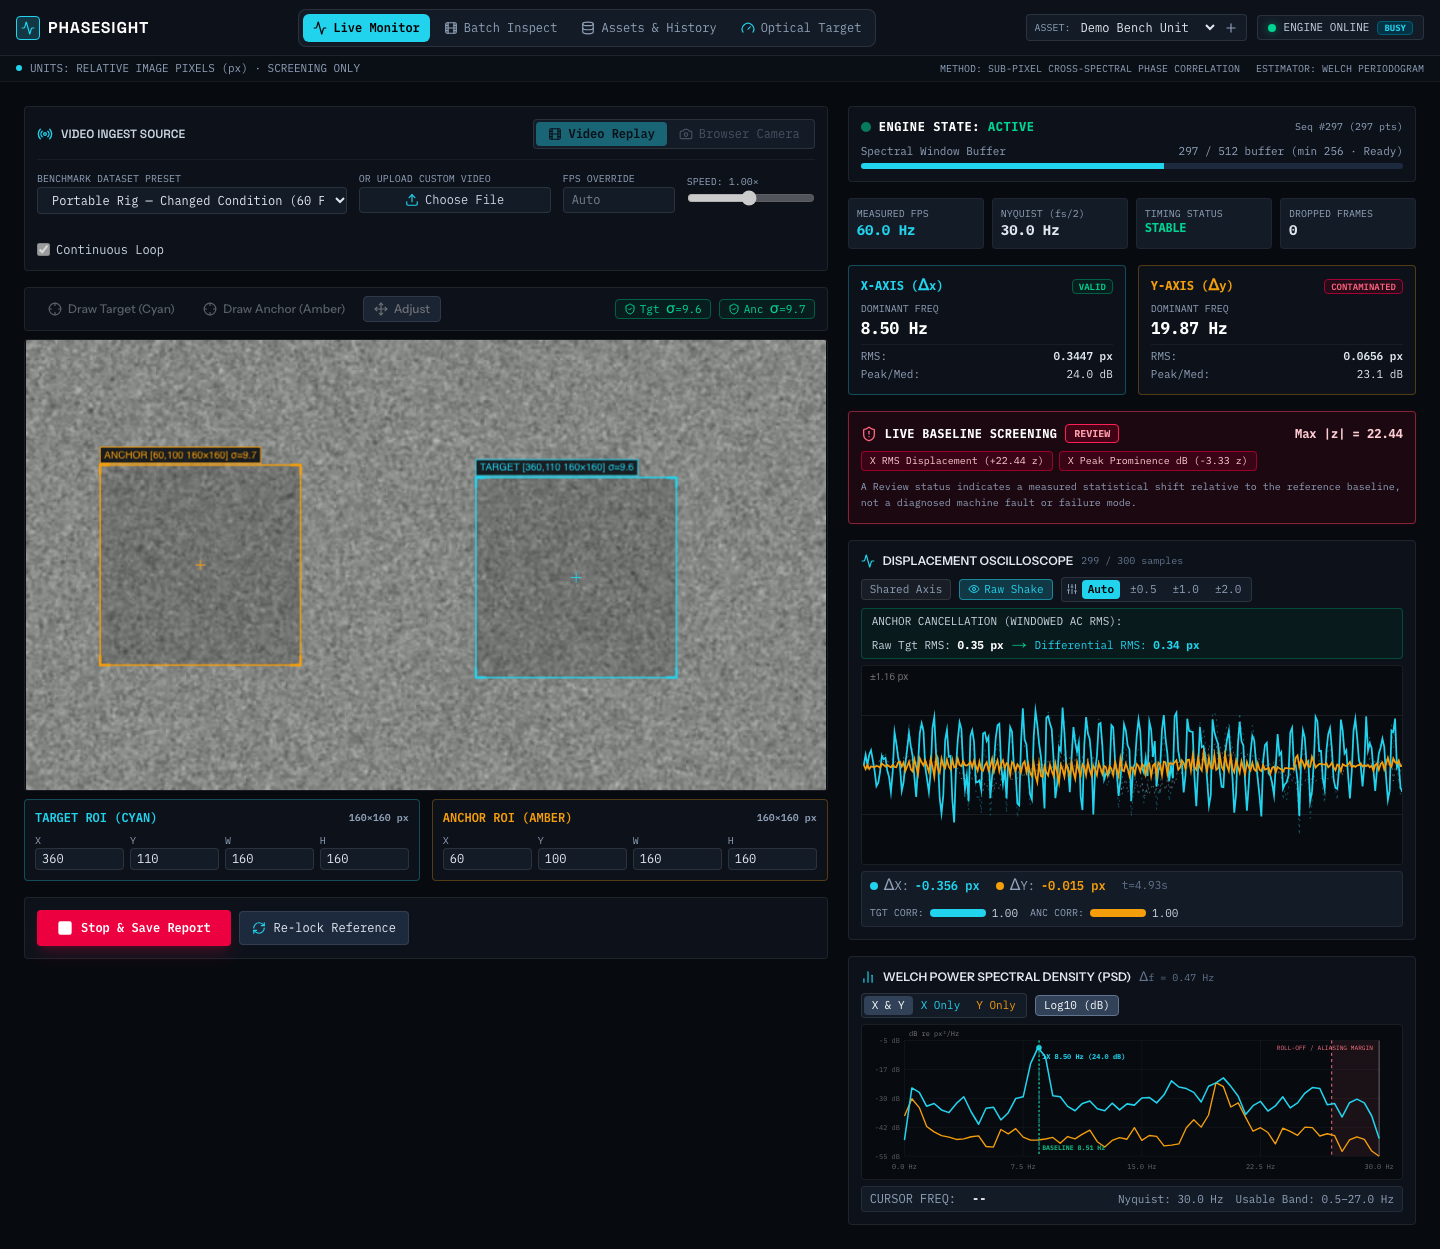 PHASESIGHT
Live Monitor
Batch Inspect
Assets & History
Optical Target
ASSET: Demo Bench Unit
ENGINE ONLINE BUSY
UNITS: RELATIVE IMAGE PIXELS (px) · SCREENING ONLY
METHOD: SUB-PIXEL CROSS-SPECTRAL PHASE CORRELATION
ESTIMATOR: WELCH PERIODOGRAM
VIDEO INGEST SOURCE
Video Replay
Browser Camera
BENCHMARK DATASET PRESET
Portable Rig — Changed Condition (60 F
OR UPLOAD CUSTOM VIDEO
Choose File
FPS OVERRIDE
Auto
SPEED: 1.00×
Continuous Loop
Draw Target (Cyan)
Draw Anchor (Amber)
Adjust
Tgt σ=9.6
Anc σ=9.7
ANCHOR [60,100 160×160] σ=9.7
TARGET [360,110 160×160] σ=9.6
TARGET ROI (CYAN)
160×160 px
X
Y
W
H
360
110
160
160
ANCHOR ROI (AMBER)
160×160 px
X
Y
W
H
60
100
160
160
Stop & Save Report
Re-lock Reference
ENGINE STATE: ACTIVE
Seq #297 (297 pts)
Spectral Window Buffer
297 / 512 buffer (min 256 · Ready)
MEASURED FPS
60.0 Hz
NYQUIST (fs/2)
30.0 Hz
TIMING STATUS
STABLE
DROPPED FRAMES
0
X-AXIS (Δx)
VALID
DOMINANT FREQ
8.50 Hz
RMS:
0.3447 px
Peak/Med:
24.0 dB
Y-AXIS (Δy)
CONTAMINATED
DOMINANT FREQ
19.87 Hz
RMS:
0.0656 px
Peak/Med:
23.1 dB
LIVE BASELINE SCREENING
REVIEW
Max |z| = 22.44
X RMS Displacement (+22.44 z)
X Peak Prominence dB (-3.33 z)
A Review status indicates a measured statistical shift relative to the reference baseline,
not a diagnosed machine fault or failure mode.
DISPLACEMENT OSCILLOSCOPE
299 / 300 samples
Shared Axis
Raw Shake
Auto
±0.5
±1.0
±2.0
ANCHOR CANCELLATION (WINDOWED AC RMS):
Raw Tgt RMS: 0.35 px → Differential RMS: 0.34 px
±1.16 px
ΔX: -0.356 px
ΔY: -0.015 px
t=4.93s
TGT CORR: 1.00
ANC CORR: 1.00
WELCH POWER SPECTRAL DENSITY (PSD)
Δf ≈ 0.47 Hz
X & Y
X Only
Y Only
Log10 (dB)
dB re px²/Hz
-5 dB
-17 dB
-30 dB
-42 dB
-55 dB
1X 8.50 Hz (24.0 dB)
ROLL-OFF / ALIASING MARGIN
BASELINE 8.51 Hz
0.0 Hz
7.5 Hz
15.0 Hz
22.5 Hz
30.0 Hz
CURSOR FREQ: --
Nyquist: 30.0 Hz
Usable Band: 0.5–27.0 Hz